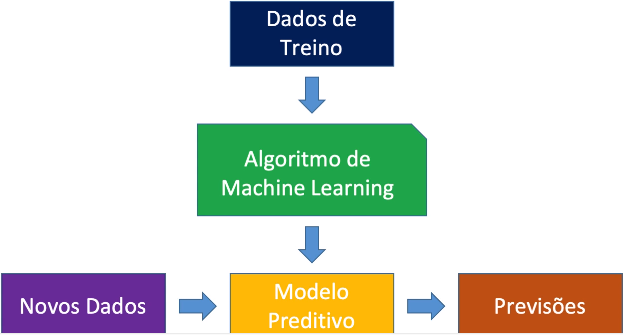 Dados de
Treino
Algoritmo de
Machine Learning
Novos Dados
Modelo
Preditivo
Previsões